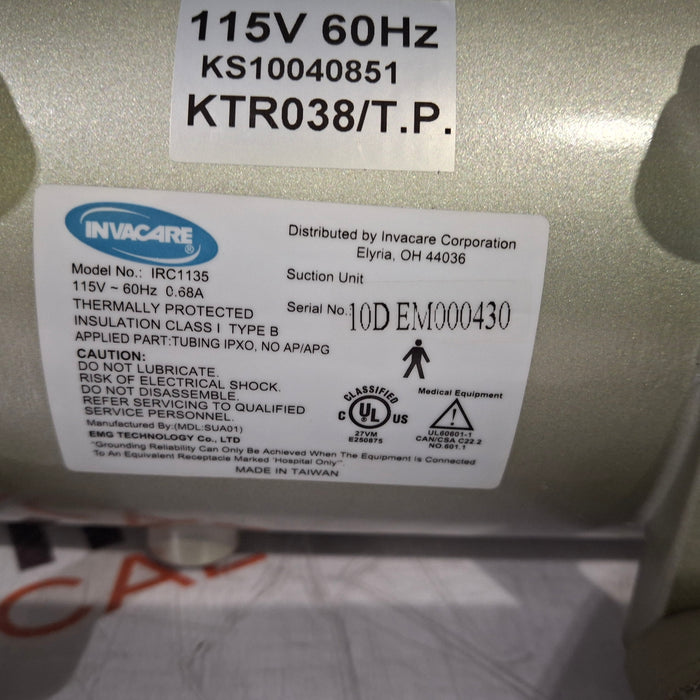 115V 60Hz
KS10040851
KTR038/T.P.
INVACARE
®
Distributed by Invacare Corporation
Elyria, OH 44036
Model No.: IRC1135
Suction Unit
115V ~ 60Hz 0.68A
THERMALLY PROTECTED
Serial No. 10D EM000430
INSULATION CLASS I TYPE B
APPLIED PART:TUBING IPXO, NO AP/APG
CAUTION:
DO NOT LUBRICATE.
RISK OF ELECTRICAL SHOCK.
DO NOT DISASSEMBLE.
REFER SERVICING TO QUALIFIED
SERVICE PERSONNEL.
CLASSIFIED
C UL US
27VM
E250875
Medical Equipment
UL60601-1
CAN/CSA C22.2
NO.601.1
Manufactured By:(MDL:SUA01)
EMG TECHNOLOGY Co., LTD
"Grounding Reliability Can Only Be Achieved When The Equipment Is Connected
To An Equivalent Receptacle Marked 'Hospital Only'".
MADE IN TAIWAN
CAL